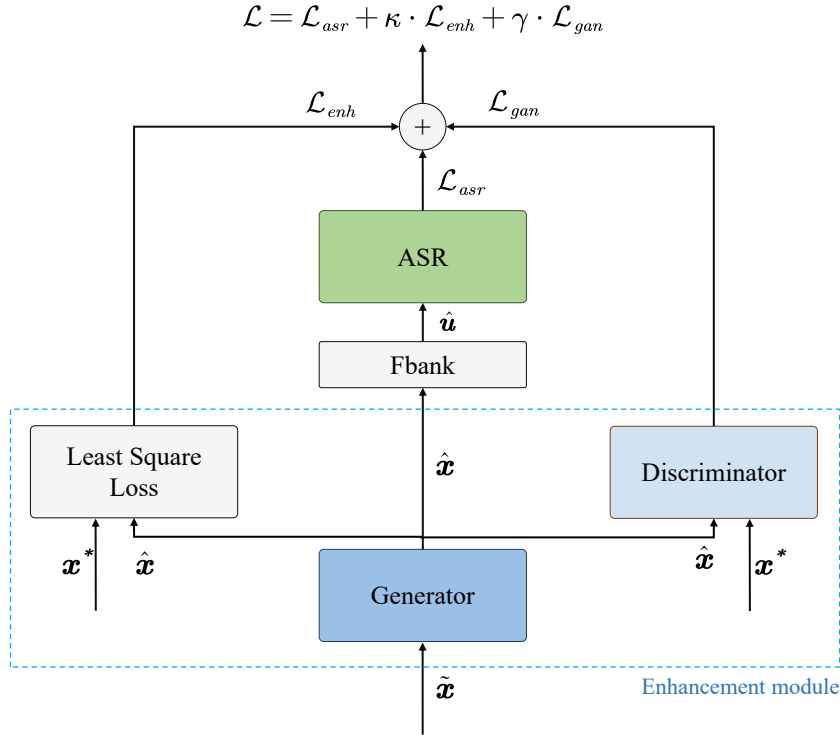 ℒ = ℒ_asr + κ · ℒ_enh + γ · ℒ_gan
ℒ_enh
ℒ_gan
+
ℒ_asr
ASR
û
Fbank
Least Square
Loss
x̂
Discriminator
x*
x̂
x̂
x*
Generator
x̃
Enhancement module